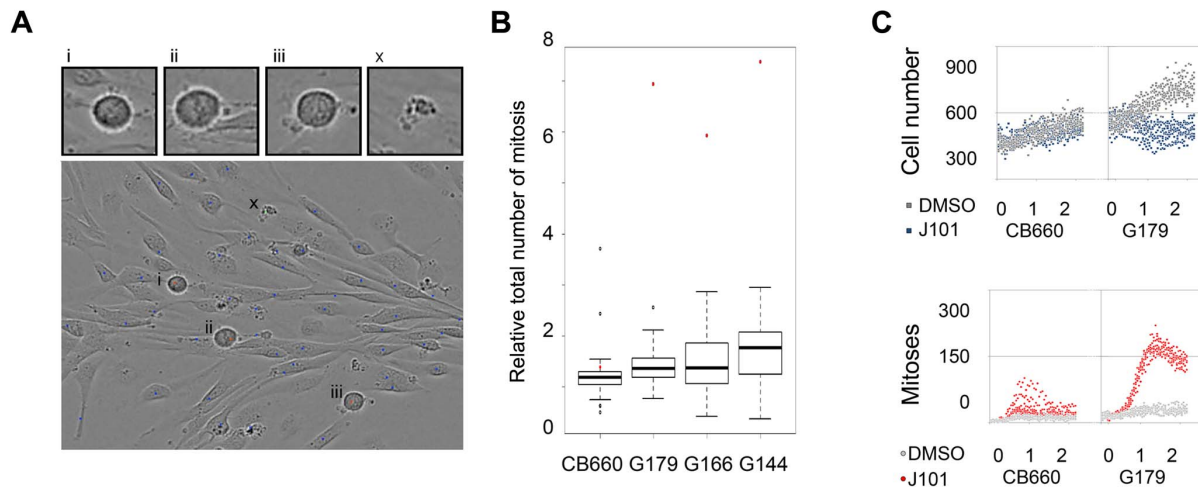 A
i ii iii x
x
i
ii
iii
B
Relative total number of mitosis
8
6
4
2
0
CB660 G179 G166 G144
C
Cell number
900
600
300
DMSO
J101
0 1 2 0 1 2
CB660 G179
Mitoses
300
150
0
DMSO
J101
0 1 2 0 1 2
CB660 G179